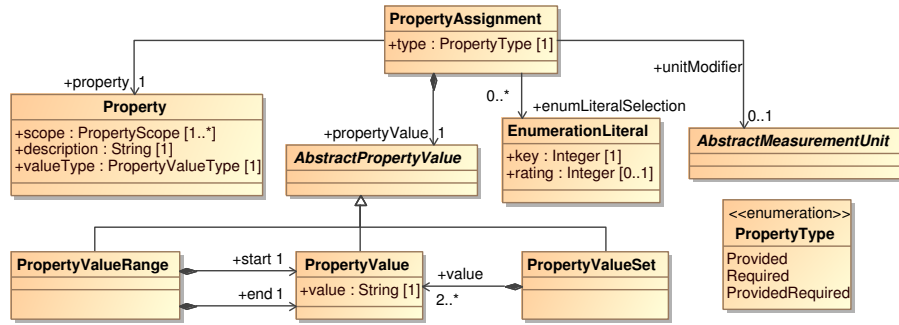 PropertyAssignment
+type : PropertyType [1]
+property 1
+propertyValue 1
0..*
+enumLiteralSelection
+unitModifier
0..1
Property
+scope : PropertyScope [1..*]
+description : String [1]
+valueType : PropertyValueType [1]
AbstractPropertyValue
EnumerationLiteral
+key : Integer [1]
+rating : Integer [0..1]
AbstractMeasurementUnit
<<enumeration>>
PropertyType
Provided
Required
ProvidedRequired
PropertyValueRange
+start 1
+end 1
PropertyValue
+value : String [1]
+value
2..*
PropertyValueSet